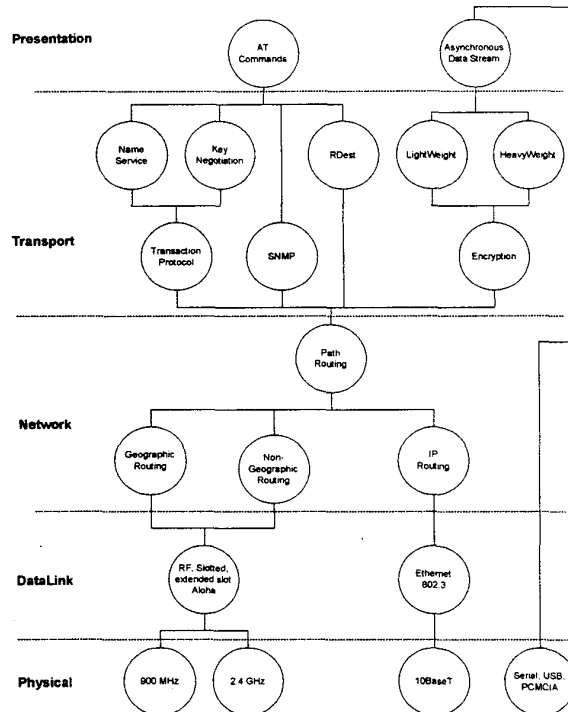 Presentation
AT
Commands
Asynchronous
Data Stream
Name
Service
Key
Negotiation
RDest
LightWeight
HeavyWeight
Transport
Transaction
Protocol
SNMP
Encryption
Path
Routing
Network
Geographic
Routing
Non-
Geographic
Routing
IP
Routing
DataLink
RF, Slotted,
extended slot
Aloha
Ethernet
802.3
Physical
900 MHz
2.4 GHz
10BaseT
Serial, USB,
PCMCIA